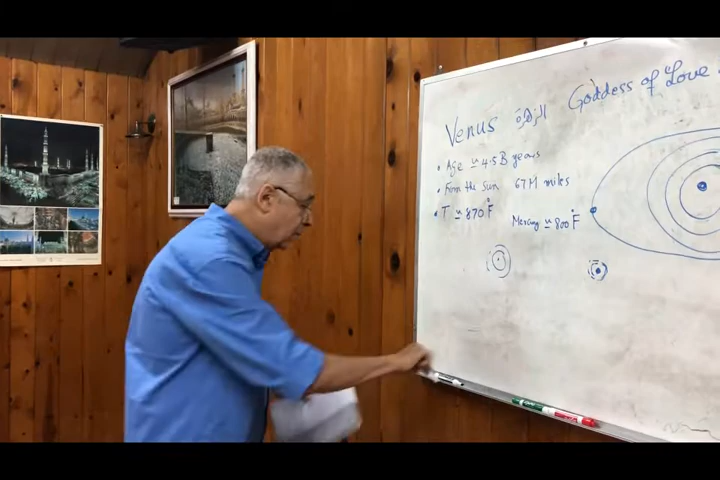 Venus الزهرة Goddess of Love
• Age ≈ 4.5 B years
• From the Sun 67 M miles
• T ≈ 870°F Mercury ≈ 800°F